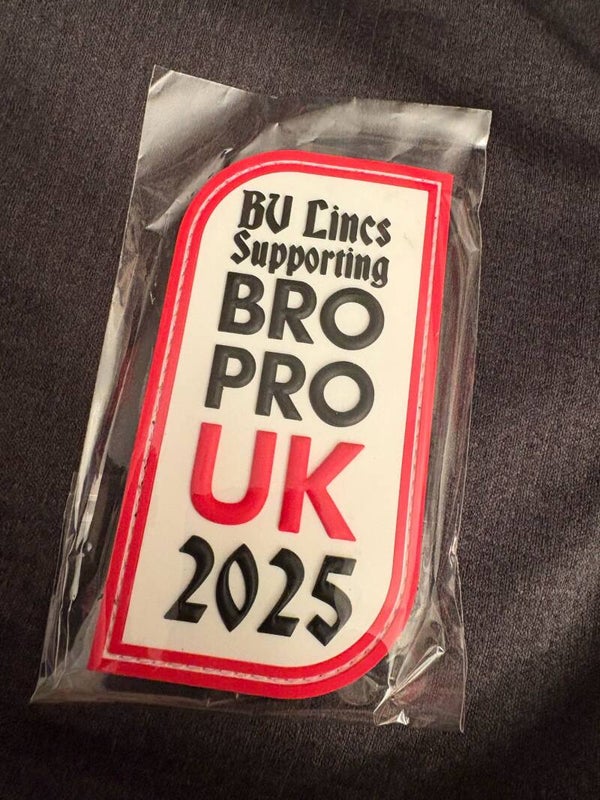 BV Lincs
Supporting
BRO
PRO
UK
2025